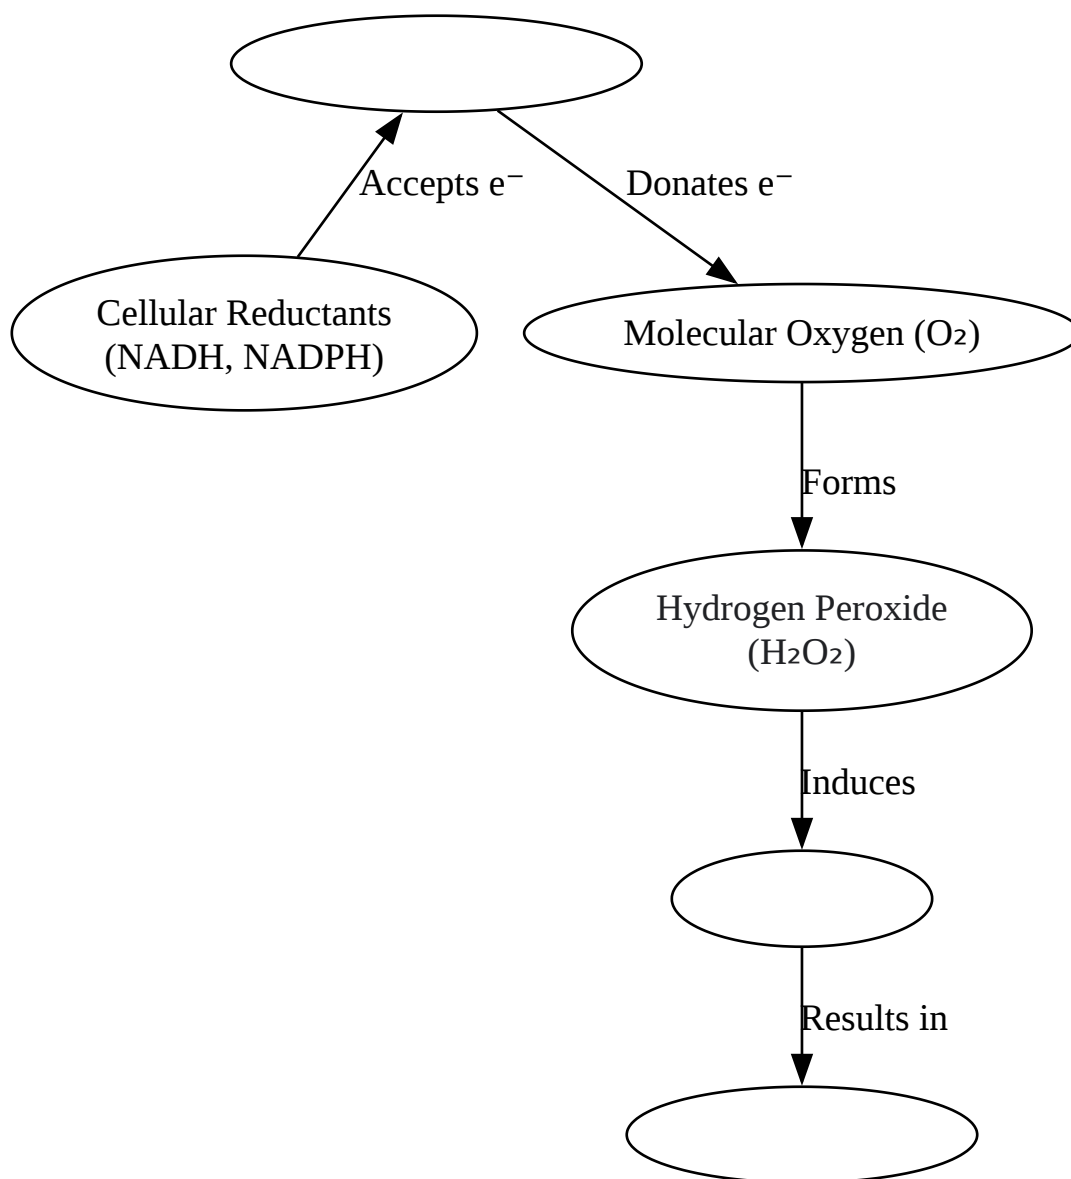 Accepts e⁻
Donates e⁻
Cellular Reductants
(NADH, NADPH)
Molecular Oxygen (O₂)
Forms
Hydrogen Peroxide
(H₂O₂)
Induces
Results in